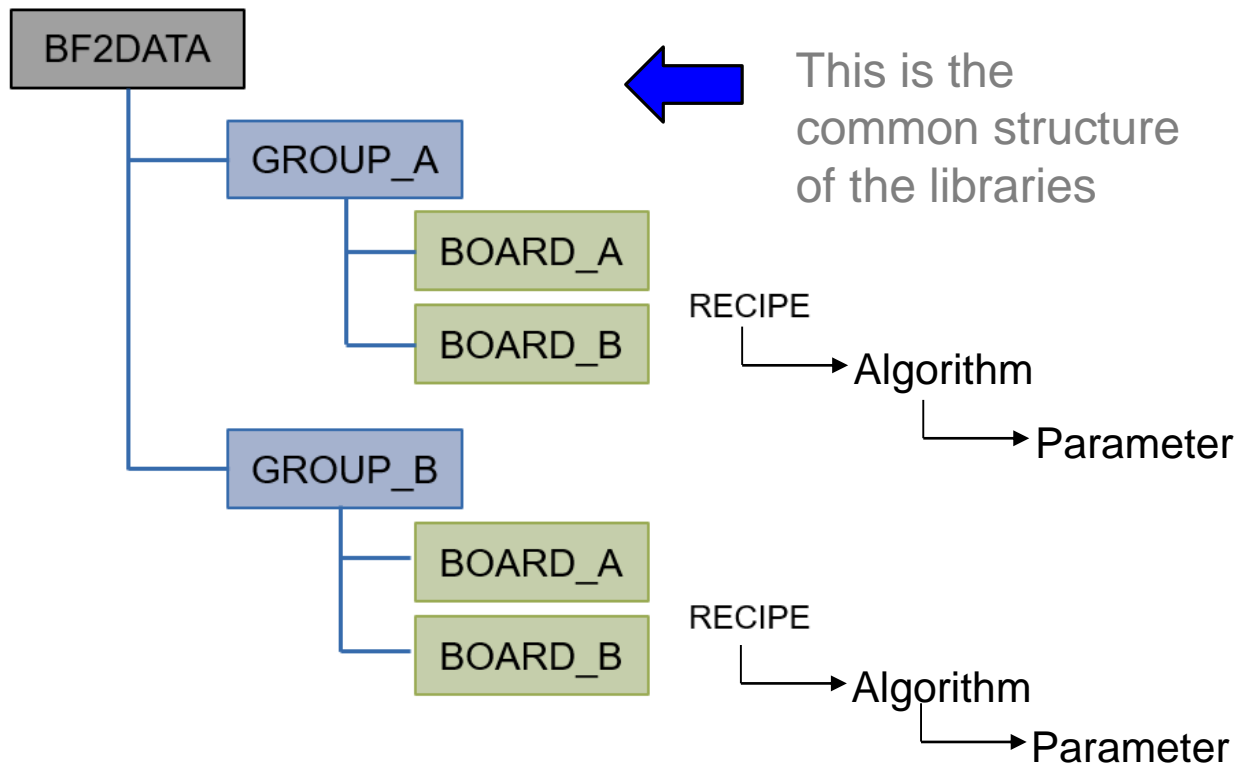 BF2DATA
This is the
common structure
of the libraries
GROUP_A
BOARD_A
BOARD_B
RECIPE
Algorithm
Parameter
GROUP_B
BOARD_A
BOARD_B
RECIPE
Algorithm
Parameter